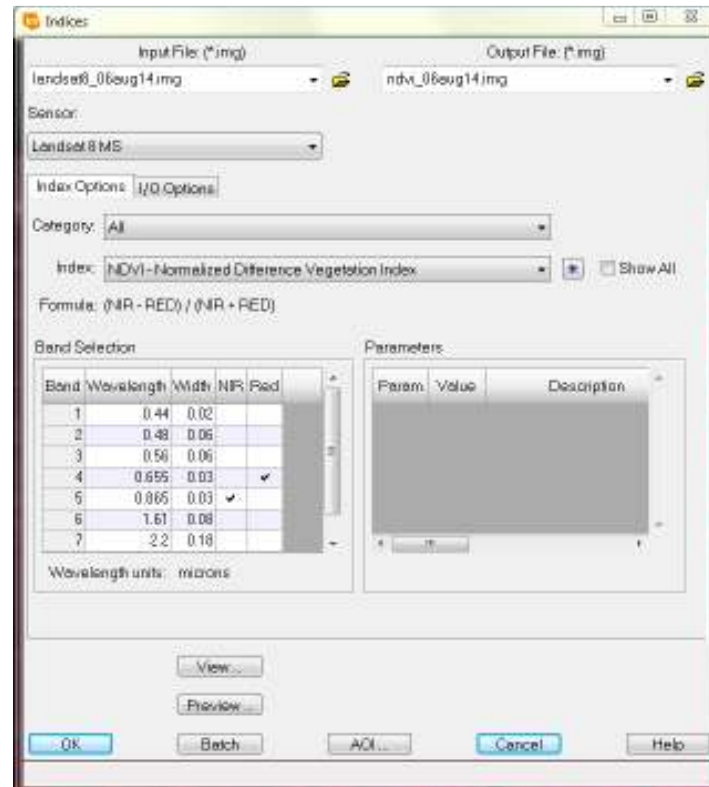 Indices
Input File: (*.img)
Output File: (*.img)
landsat8_06aug14.img
ndvi_06aug14.img
Sensor:
Landsat 8 MS
Index Options
I/O Options
Category: All
Index: NDVI - Normalized Difference Vegetation Index
Show All
Formula: (NIR - RED) / (NIR + RED)
Band Selection
Parameters
Band Wavelength Width NIR Red
Param Value Description
1 0.44 0.02
2 0.48 0.06
3 0.56 0.06
4 0.655 0.03 ✔
5 0.865 0.03 ✔
6 1.61 0.08
7 2.2 0.18
Wavelength units: microns
View...
Preview...
OK Batch AOI... Cancel Help